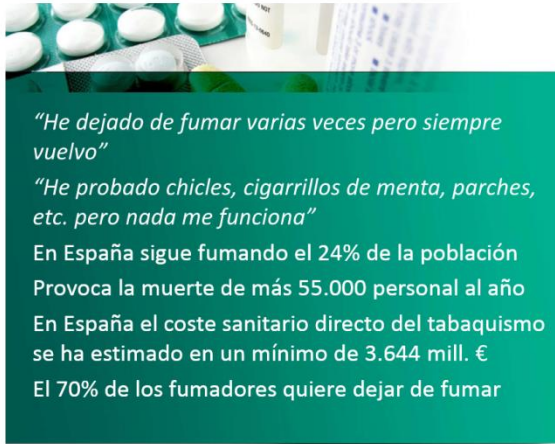 “He dejado de fumar varias veces pero siempre
vuelvo”
“He probado chicles, cigarrillos de menta, parches,
etc. pero nada me funciona”
En España sigue fumando el 24% de la población
Provoca la muerte de más 55.000 personal al año
En España el coste sanitario directo del tabaquismo
se ha estimado en un mínimo de 3.644 mill. €
El 70% de los fumadores quiere dejar de fumar